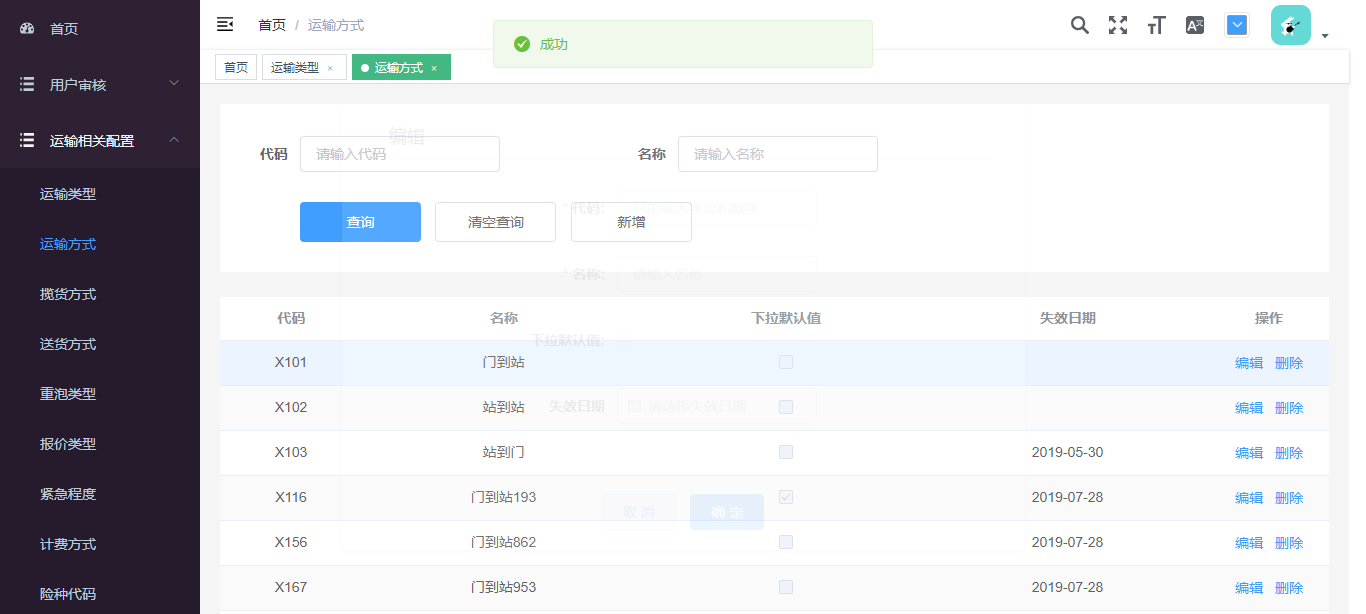 首页
用户审核
运输相关配置
运输类型
运输方式
揽货方式
送货方式
重泡类型
报价类型
紧急程度
计费方式
险种代码
首页 / 运输方式
成功
首页 运输类型 × 运输方式 ×
编辑
代码 请输入代码 名称 请输入名称
* 代码:
查询 清空查询 新增
* 名称: 请输入名称
代码 名称 下拉默认值 失效日期 操作
下拉默认值:
X101 门到站 编辑 删除
X102 站到站 编辑 删除
失效日期 请选择失效日期
X103 站到门 2019-05-30 编辑 删除
X116 门到站193 2019-07-28 编辑 删除
取 消 确 定
X156 门到站862 2019-07-28 编辑 删除
X167 门到站953 2019-07-28 编辑 删除